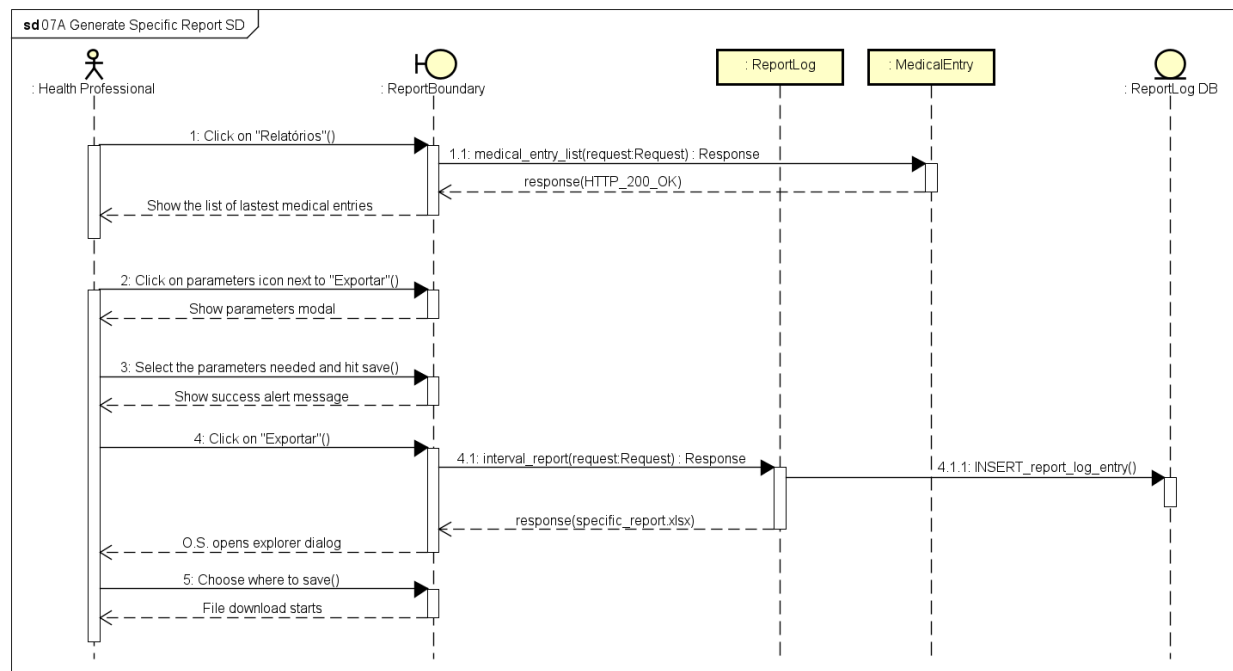 sd 07A Generate Specific Report SD
: Health Professional
: ReportBoundary
: ReportLog
: MedicalEntry
: ReportLog DB
1: Click on "Relatórios"()
1.1: medical_entry_list(request:Request) : Response
response(HTTP_200_OK)
Show the list of lastest medical entries
2: Click on parameters icon next to "Exportar"()
Show parameters modal
3: Select the parameters needed and hit save()
Show success alert message
4: Click on "Exportar"()
4.1: interval_report(request:Request) : Response
4.1.1: INSERT_report_log_entry()
response(specific_report.xlsx)
O.S. opens explorer dialog
5: Choose where to save()
File download starts